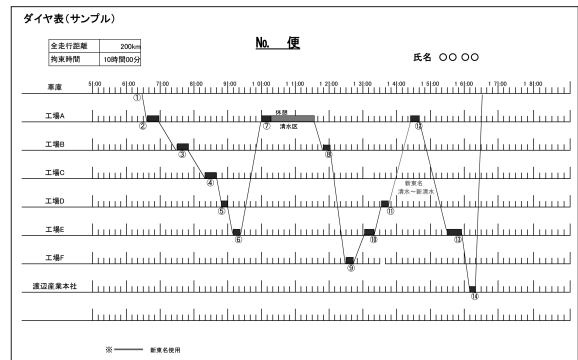 ダイヤ表(サンプル)
全走行距離 200km
拘束時間 10時間00分
No. 便
氏名 〇〇 〇〇
車庫 5:00 6:00 7:00 8:00 9:00 10:00 11:00 12:00 13:00 14:00 15:00 16:00 17:00 18:00
①
工場A ② 休憩 ⑦ 清水区 ⑫
工場B ③ ⑧
工場C ④ 新東名
清水~新清水
工場D ⑤ ⑪
工場E ⑥ ⑩ ⑬
工場F ⑨
渡辺産業本社 ⑭
※ 新東名使用